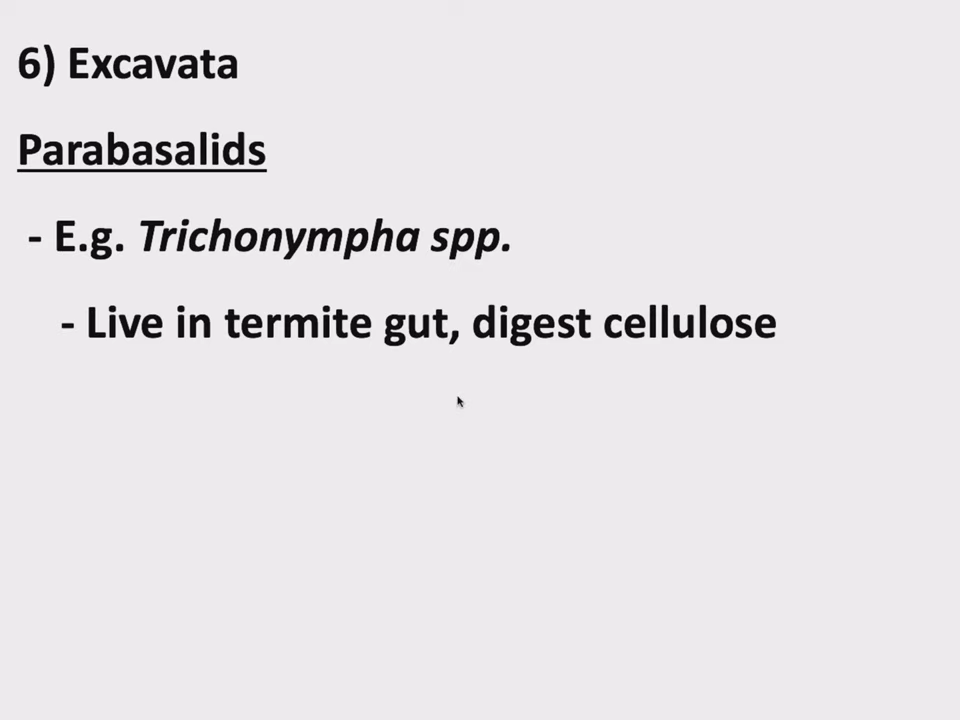 6) Excavata
Parabasalids
- E.g. Trichonympha spp.
- Live in termite gut, digest cellulose